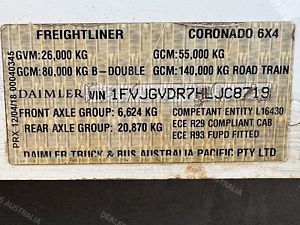 FREIGHTLINER CORONADO 6X4
GVM: 26,000 KG GCM: 55,000 KG
GCM: 80,000 KG B - DOUBLE GCM: 140,000 KG ROAD TRAIN
DAIMLER VIN 1FVJGVDR7HLJC8719
FRONT AXLE GROUP: 6,624 KG COMPETANT ENTITY L16430
REAR AXLE GROUP: 20,870 KG ECE R29 COMPLIANT CAB
ECE R93 FUPD FITTED
DAIMLER TRUCK & BUS AUSTRALIA PACIFIC PTY LTD